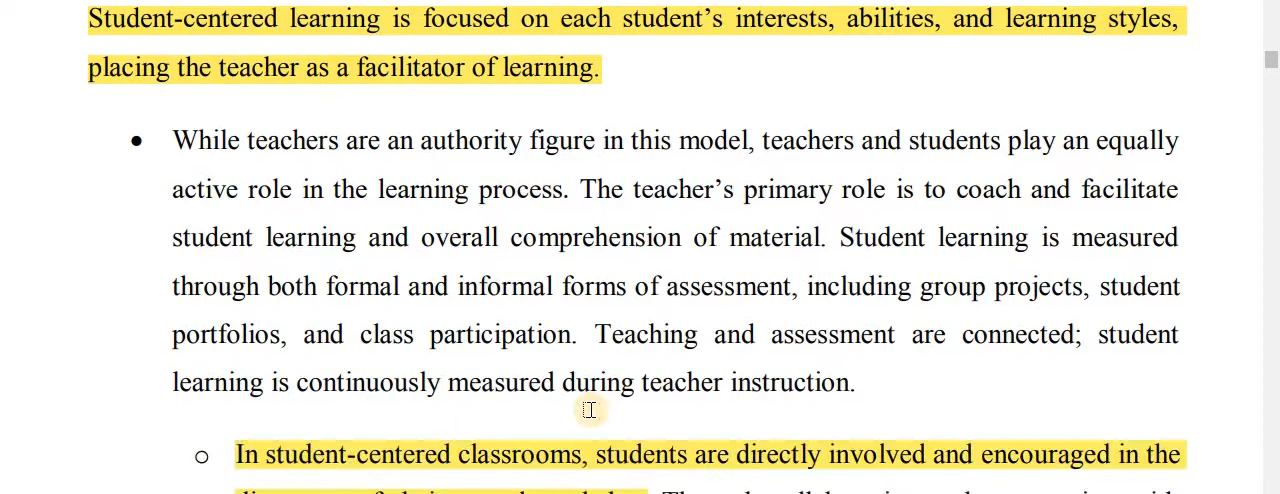 Student-centered learning is focused on each student’s interests, abilities, and learning styles,
placing the teacher as a facilitator of learning.
• While teachers are an authority figure in this model, teachers and students play an equally
active role in the learning process. The teacher’s primary role is to coach and facilitate
student learning and overall comprehension of material. Student learning is measured
through both formal and informal forms of assessment, including group projects, student
portfolios, and class participation. Teaching and assessment are connected; student
learning is continuously measured during teacher instruction.
o In student-centered classrooms, students are directly involved and encouraged in the